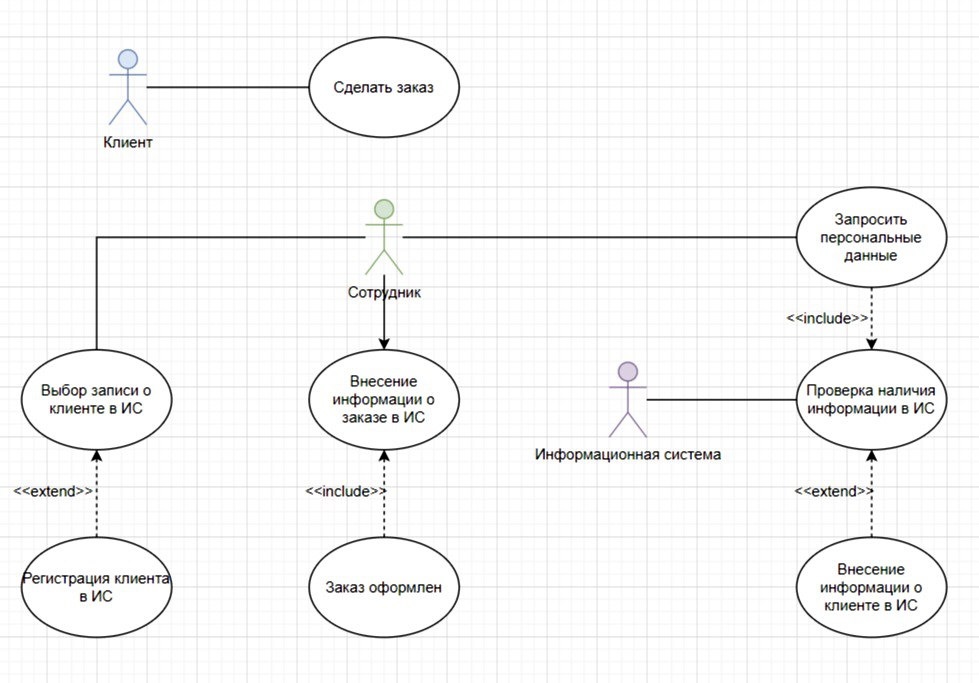 Сделать заказ
Клиент
Запросить
персональные
данные
Сотрудник
<<include>>
Выбор записи о
клиенте в ИС
Внесение
информации о
заказе в ИС
Проверка наличия
информации в ИС
Информационная система
<<extend>>
<<include>>
<<extend>>
Регистрация клиента
в ИС
Заказ оформлен
Внесение
информации о
клиенте в ИС